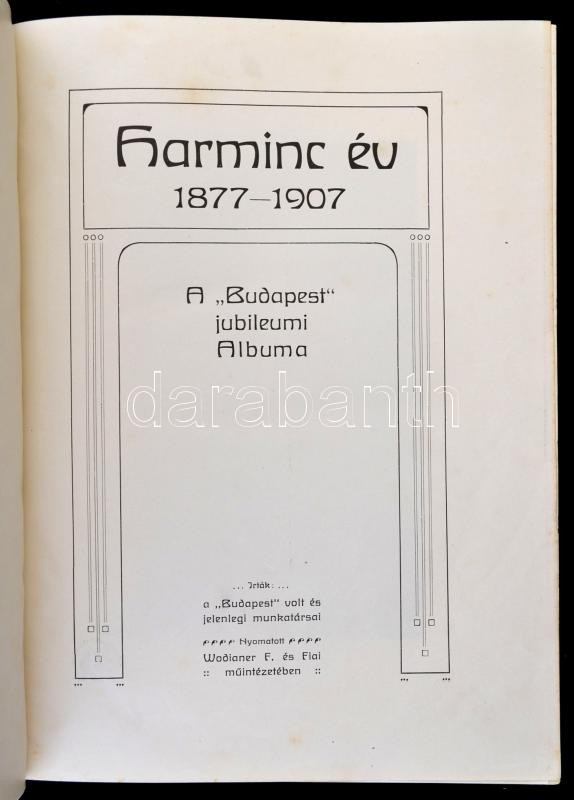 Harminc év
1877—1907
A „Budapest“
jubileumi
Albuma
darabanth
... Irták: ...
a „Budapest“ volt és
jelenlegi munkatársai
Nyomatott
Wodianer F. és Fiai
:: műintézetében ::